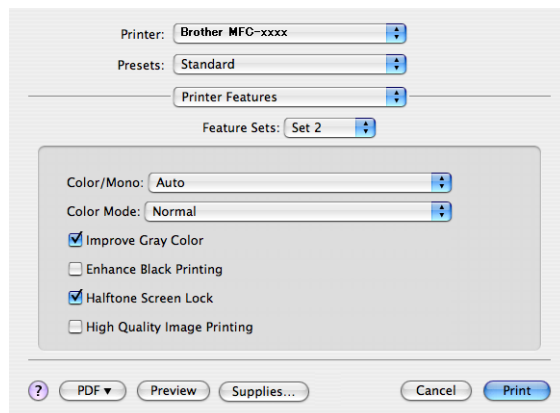 Printer: Brother MFC-xxxx
Presets: Standard
Printer Features
Feature Sets: Set 2
Color/Mono: Auto
Color Mode: Normal
Improve Gray Color
Enhance Black Printing
Halftone Screen Lock
High Quality Image Printing
? PDF▼ Preview Supplies... Cancel Print